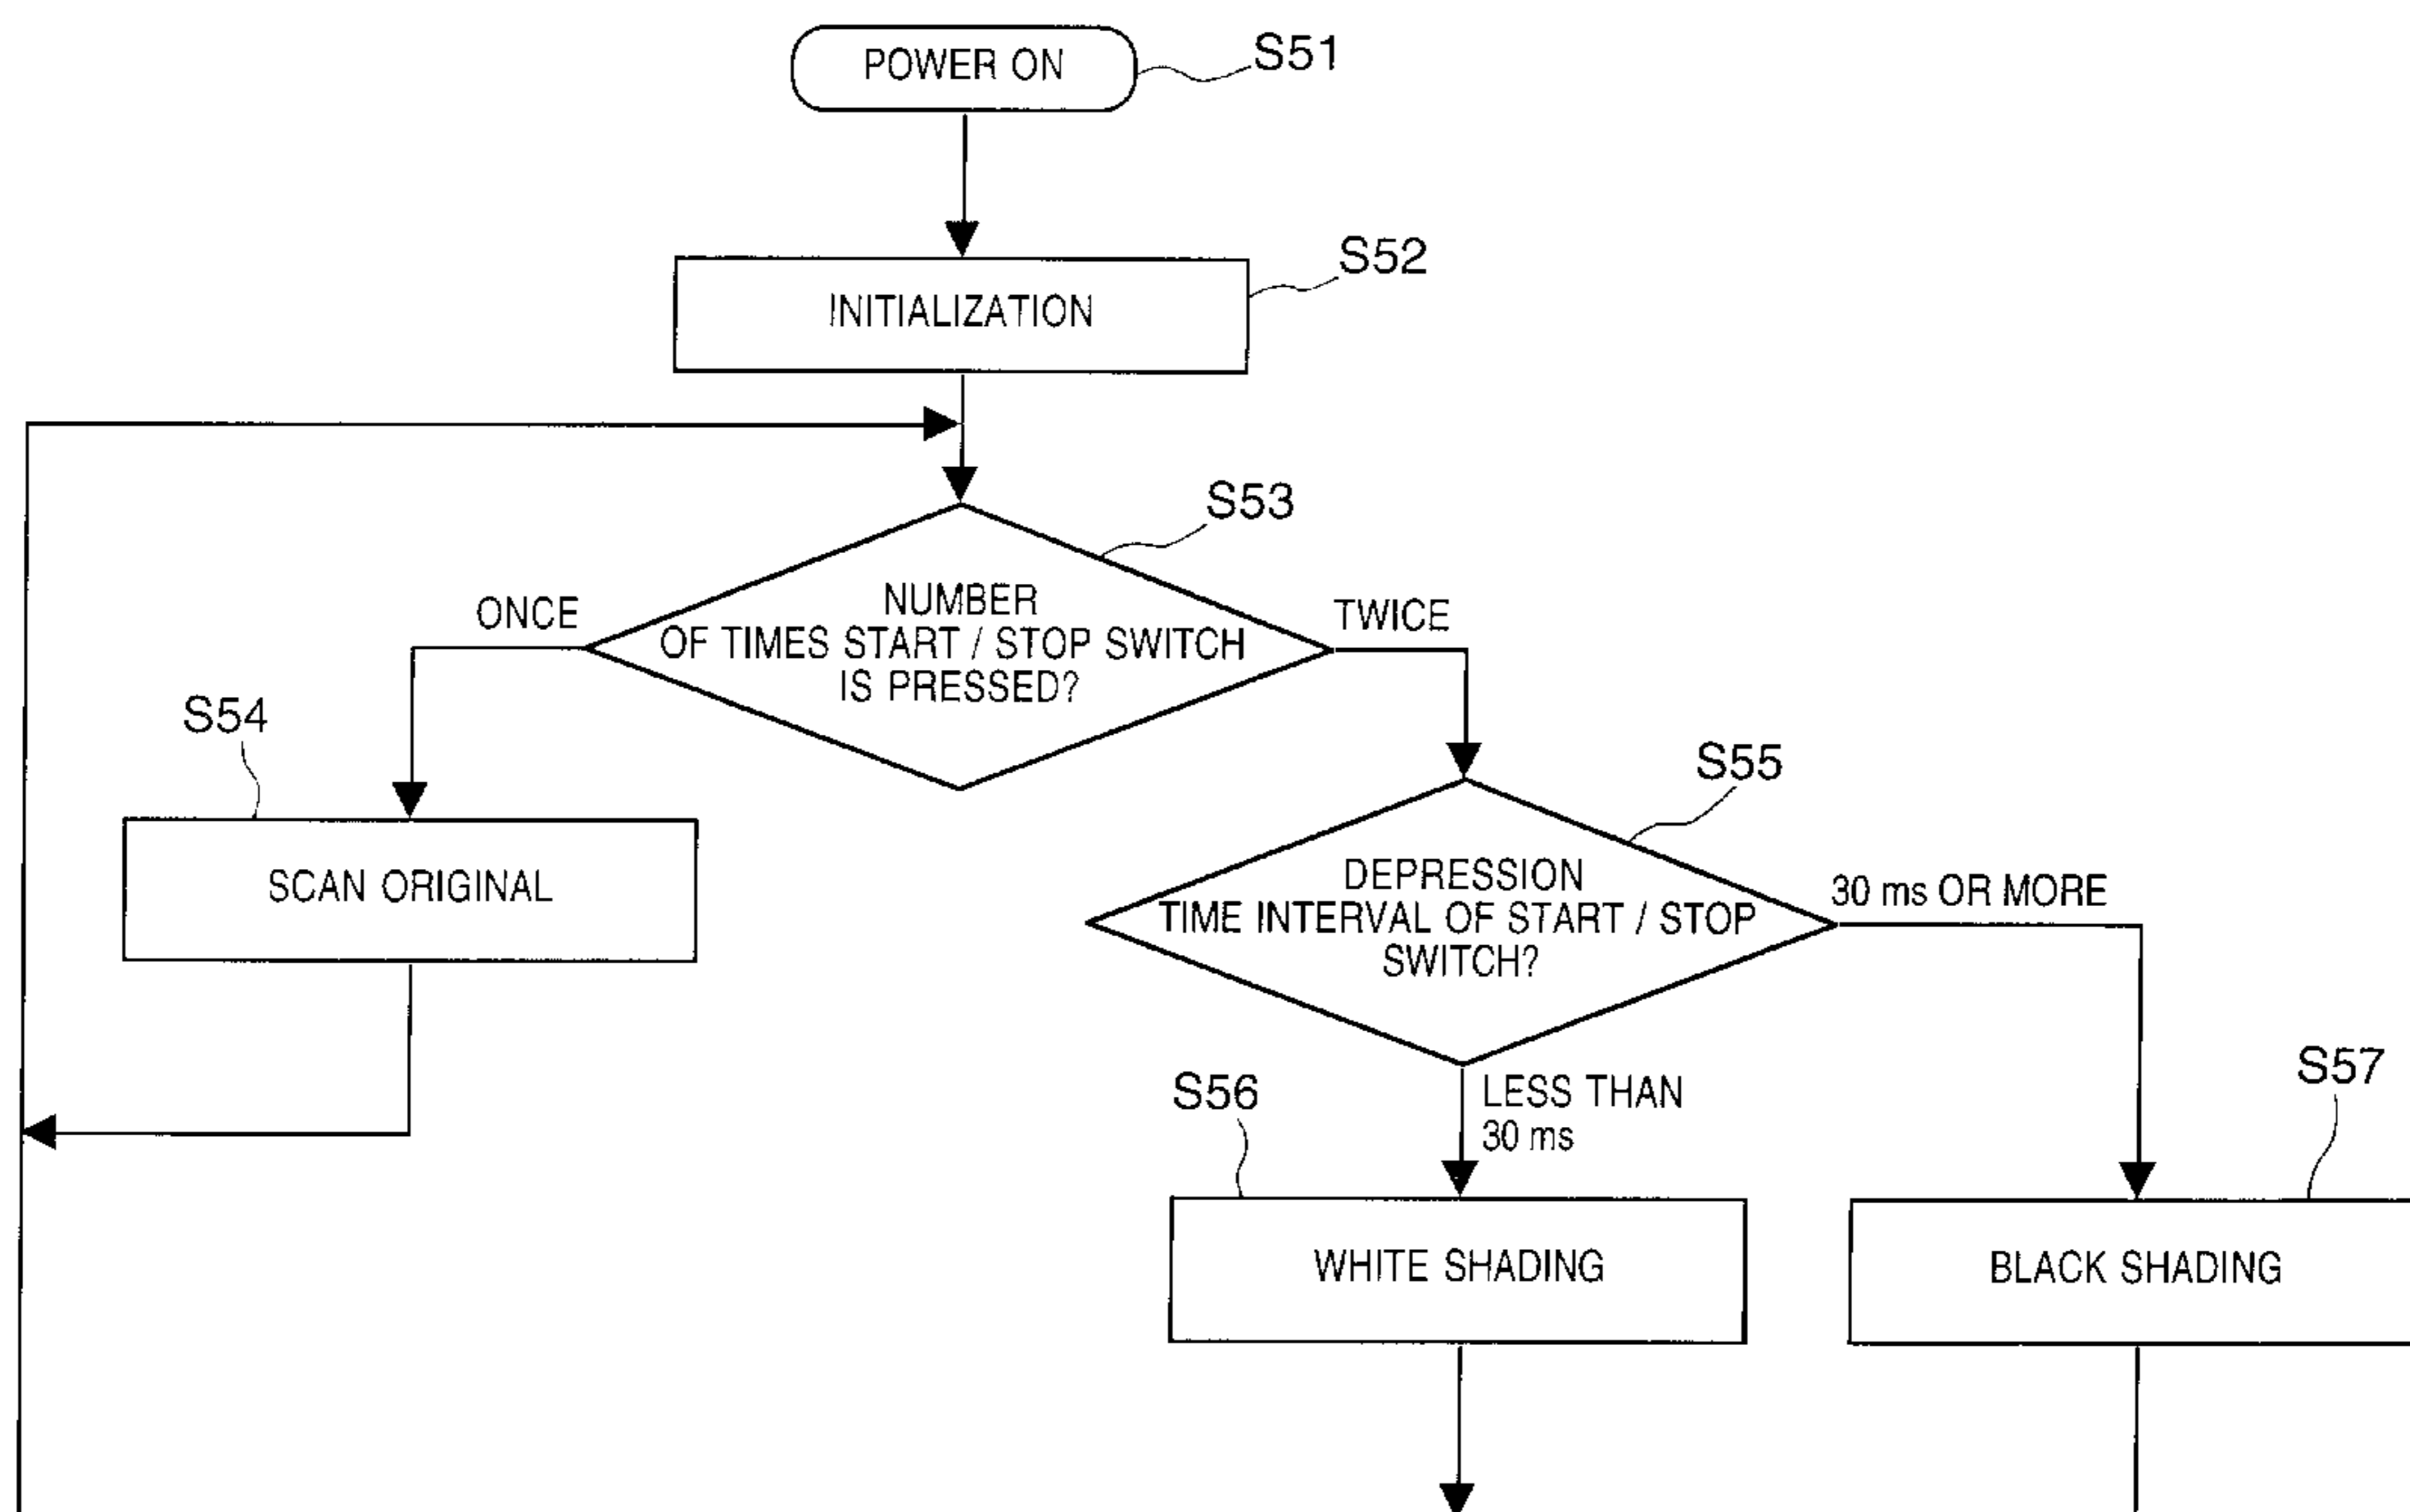 POWER ON
S51
INITIALIZATION
S52
S53
NUMBER
OF TIMES START / STOP SWITCH
IS PRESSED?
ONCE
TWICE
S54
SCAN ORIGINAL
S55
DEPRESSION
TIME INTERVAL OF START / STOP
SWITCH?
30 ms OR MORE
LESS THAN
30 ms
S56
WHITE SHADING
S57
BLACK SHADING